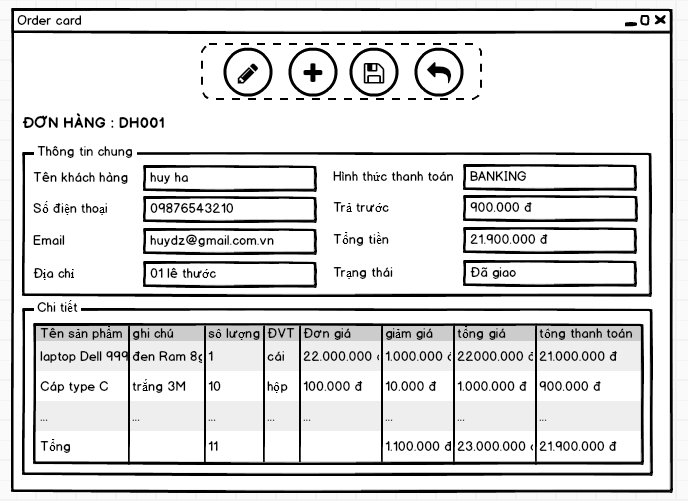 Order card
ĐƠN HÀNG : DH001
Thông tin chung
Tên khách hàng huy ha Hình thức thanh toán BANKING
Số điện thoại 09876543210 Trả trước 900.000 đ
Email huydz@gmail.com.vn Tổng tiền 21.900.000 đ
Địa chỉ 01 lê thước Trạng thái Đã giao
Chi tiết
Tên sản phẩm ghi chú số lượng ĐVT Đơn giá giảm giá tổng giá tổng thanh toán
laptop Dell 999 đen Ram 8g 1 cái 22.000.000 1.000.000 đ 22000.000 đ 21.000.000 đ
Cáp type C trắng 3M 10 hộp 100.000 đ 10.000 đ 1.000.000 đ 900.000 đ
... ... ... ... ... ... ... ...
Tổng 11 1.100.000 đ 23.000.000 21.900.000 đ